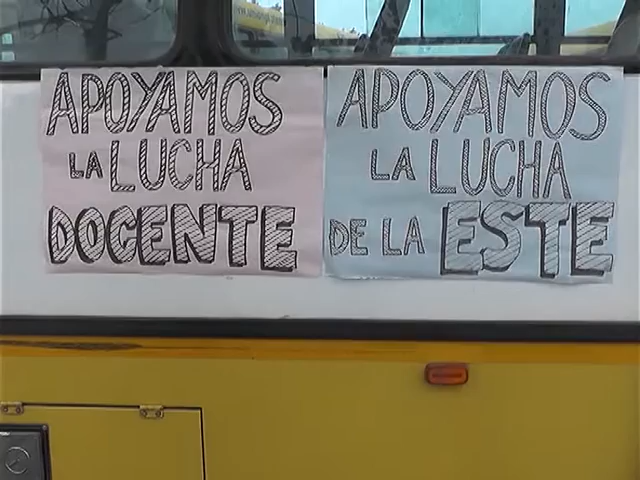 APOYAMOS
LA LUCHA
DOCENTE
APOYAMOS
LA LUCHA
DE LA ESTE